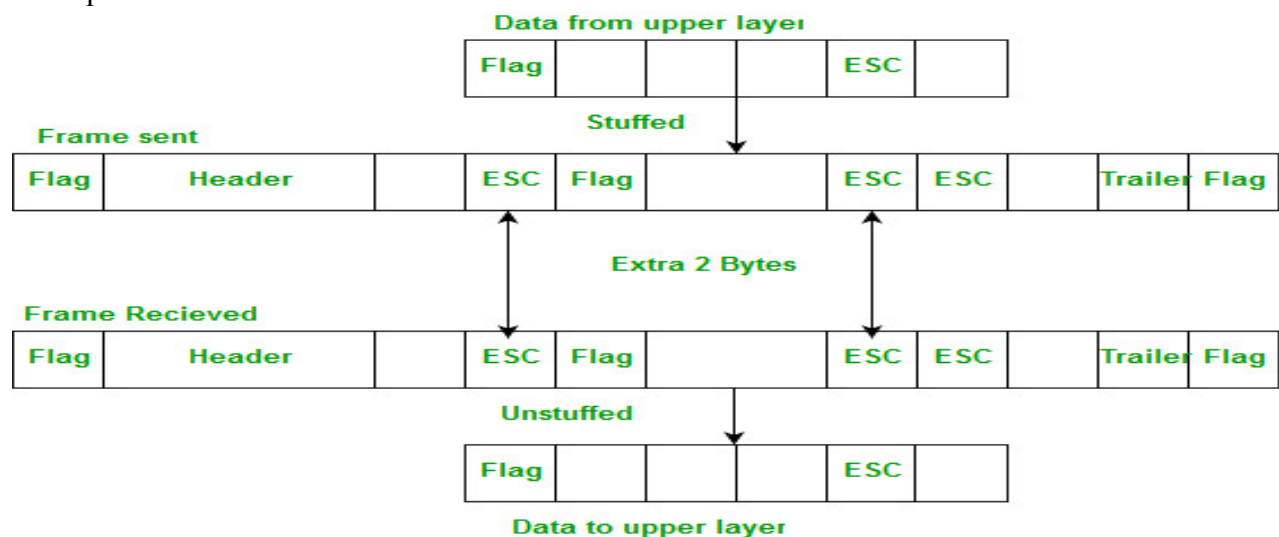 Data from upper layer
Flag ESC
Stuffed
Frame sent
Flag Header ESC Flag ESC ESC Trailer Flag
Extra 2 Bytes
Frame Recieved
Flag Header ESC Flag ESC ESC Trailer Flag
Unstuffed
Flag ESC
Data to upper layer